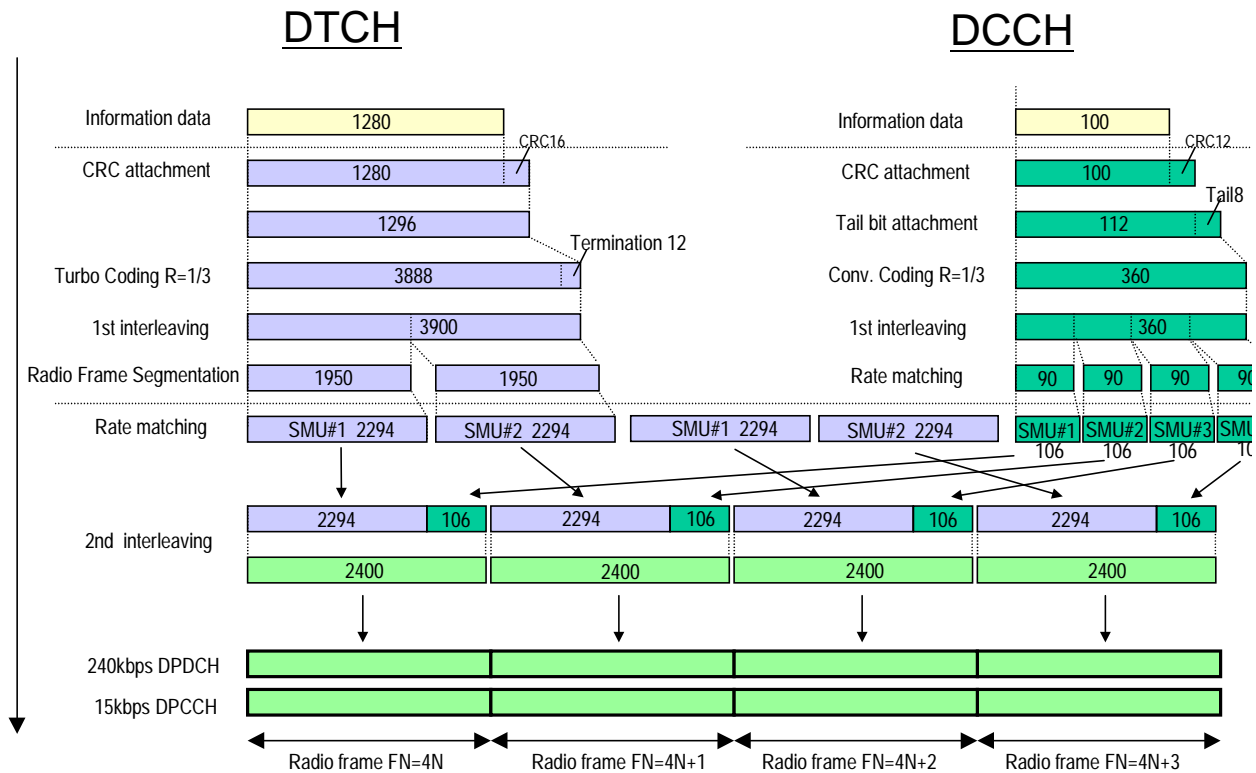 DTCH
DCCH
Information data
1280
Information data
100
CRC16
CRC12
CRC attachment
1280
CRC attachment
100
1296
Tail bit attachment
112
Tail8
Termination 12
Turbo Coding R=1/3
3888
Conv. Coding R=1/3
360
1st interleaving
3900
1st interleaving
360
Radio Frame Segmentation
1950
1950
Rate matching
90
90
90
90
Rate matching
SMU#1 2294
SMU#2 2294
SMU#1 2294
SMU#2 2294
SMU#1
SMU#2
SMU#3
SMU
106
106
106
10
2nd interleaving
2294
106
2294
106
2294
106
2294
106
2400
2400
2400
2400
240kbps DPDCH
15kbps DPCCH
Radio frame FN=4N
Radio frame FN=4N+1
Radio frame FN=4N+2
Radio frame FN=4N+3